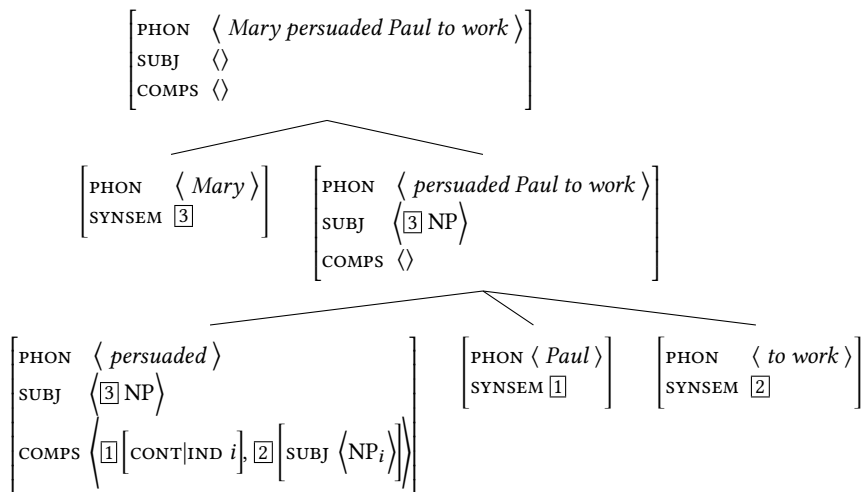 PHON ⟨ Mary persuaded Paul to work ⟩
SUBJ ⟨⟩
COMPS ⟨⟩
PHON ⟨ Mary ⟩
SYNSEM 3
PHON ⟨ persuaded Paul to work ⟩
SUBJ ⟨ 3 NP ⟩
COMPS ⟨⟩
PHON ⟨ persuaded ⟩
SUBJ ⟨ 3 NP ⟩
COMPS ⟨ 1 [CONT|IND i], 2 [SUBJ ⟨NPᵢ⟩] ⟩
PHON ⟨ Paul ⟩
SYNSEM 1
PHON ⟨ to work ⟩
SYNSEM 2